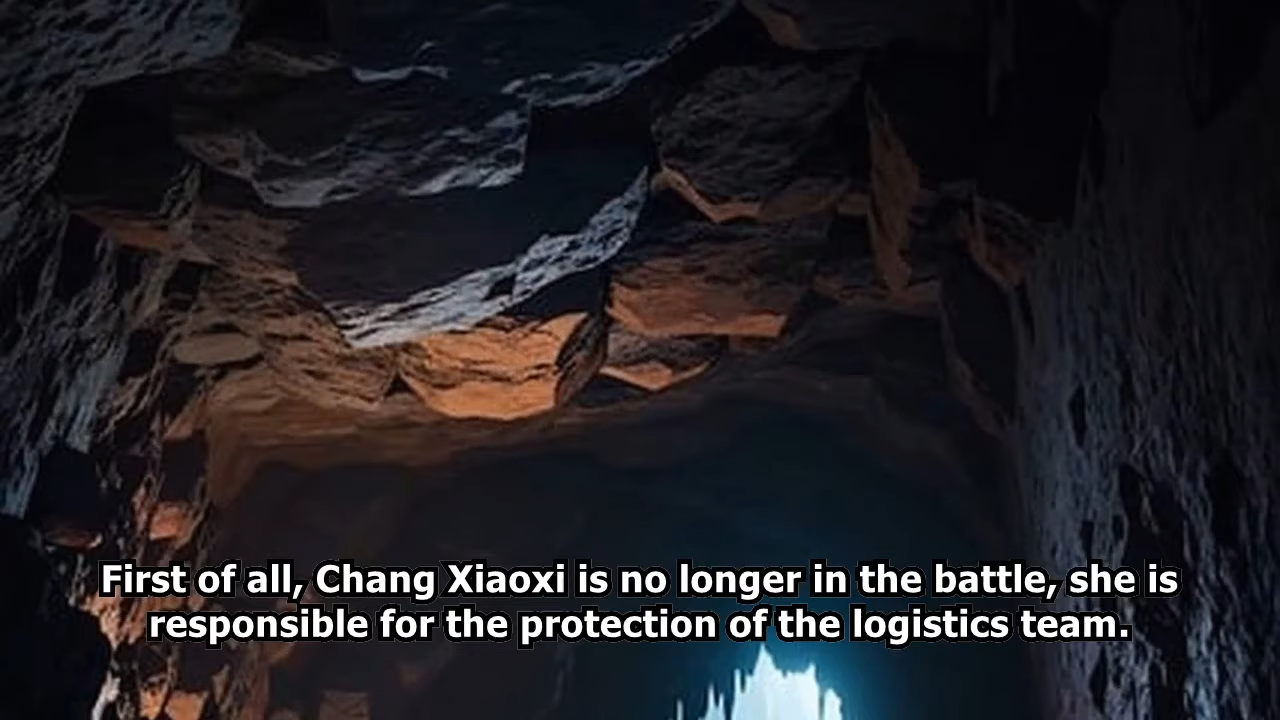 First of all, Chang Xiaoxi is no longer in the battle, she is
responsible for the protection of the logistics team.